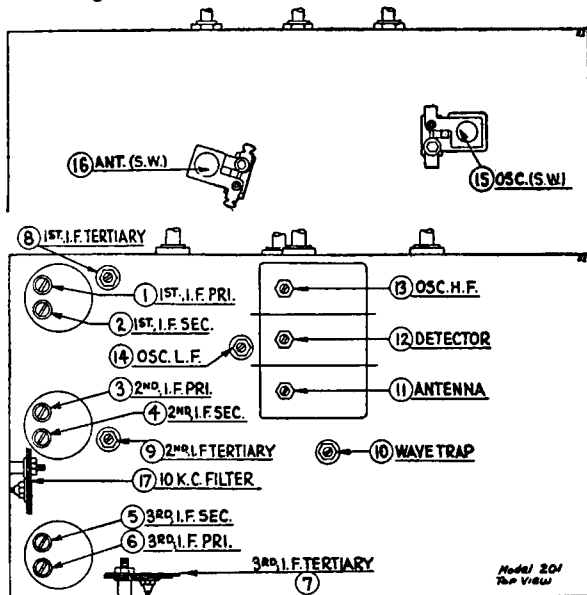 16 ANT. (S.W.)
15 OSC. (S.W.)
8 1ST. I.F. TERTIARY
1 1ST., I.F. PRI.
2 1ST, I.F. SEC.
13 OSC. H.F.
12 DETECTOR
14 OSC. L.F.
11 ANTENNA
3 2ND, I.F. PRI.
4 2ND, I.F. SEC.
9 2ND, I.F. TERTIARY
10 WAVE TRAP
17 10 K.C. FILTER
5 3RD, I.F. SEC.
6 3RD, I.F. PRI.
3RD, I.F. TERTIARY
7
Model 201
Top View